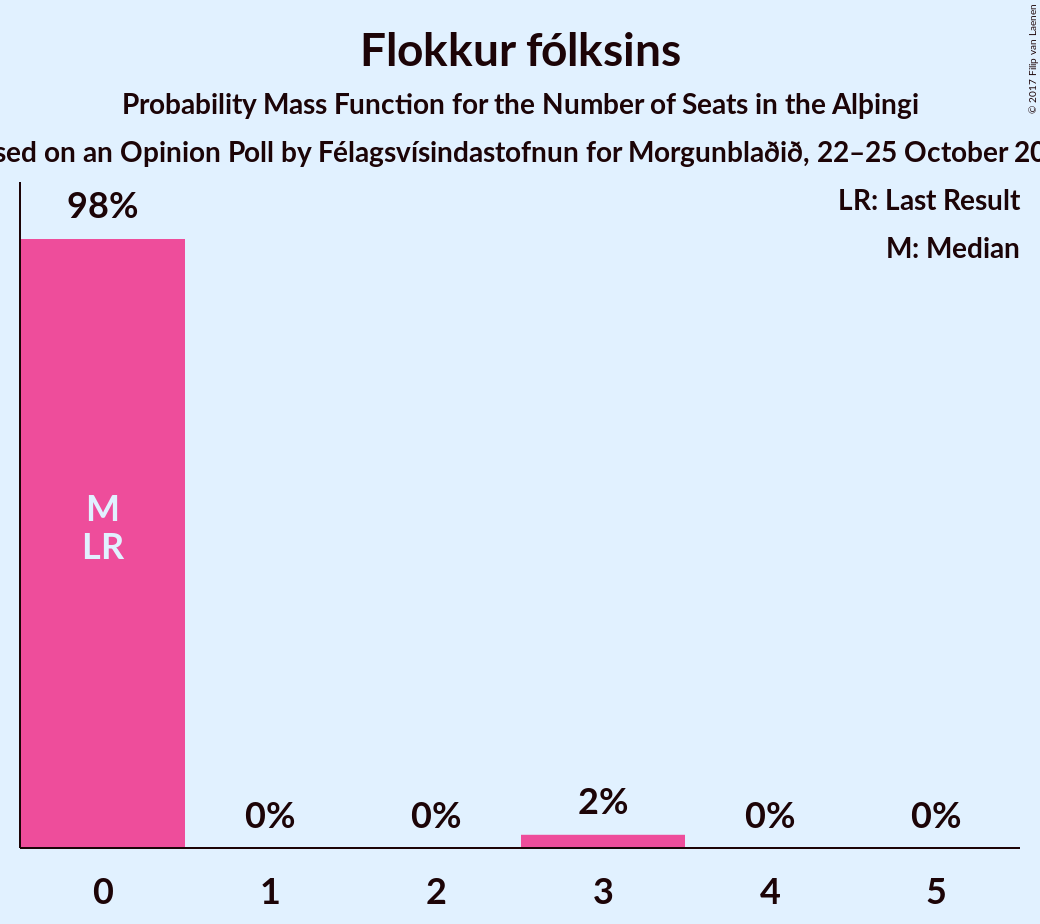 Flokkur fólksins
Probability Mass Function for the Number of Seats in the Alþingi
on an Opinion Poll by Félagsvísindastofnun for Morgunblaðið, 22–25 October
LR: Last Result
M: Median
98%
M
LR
0%
0%
2%
0%
0%
0
1
2
3
4
5
© 2017 Filip van Laenen